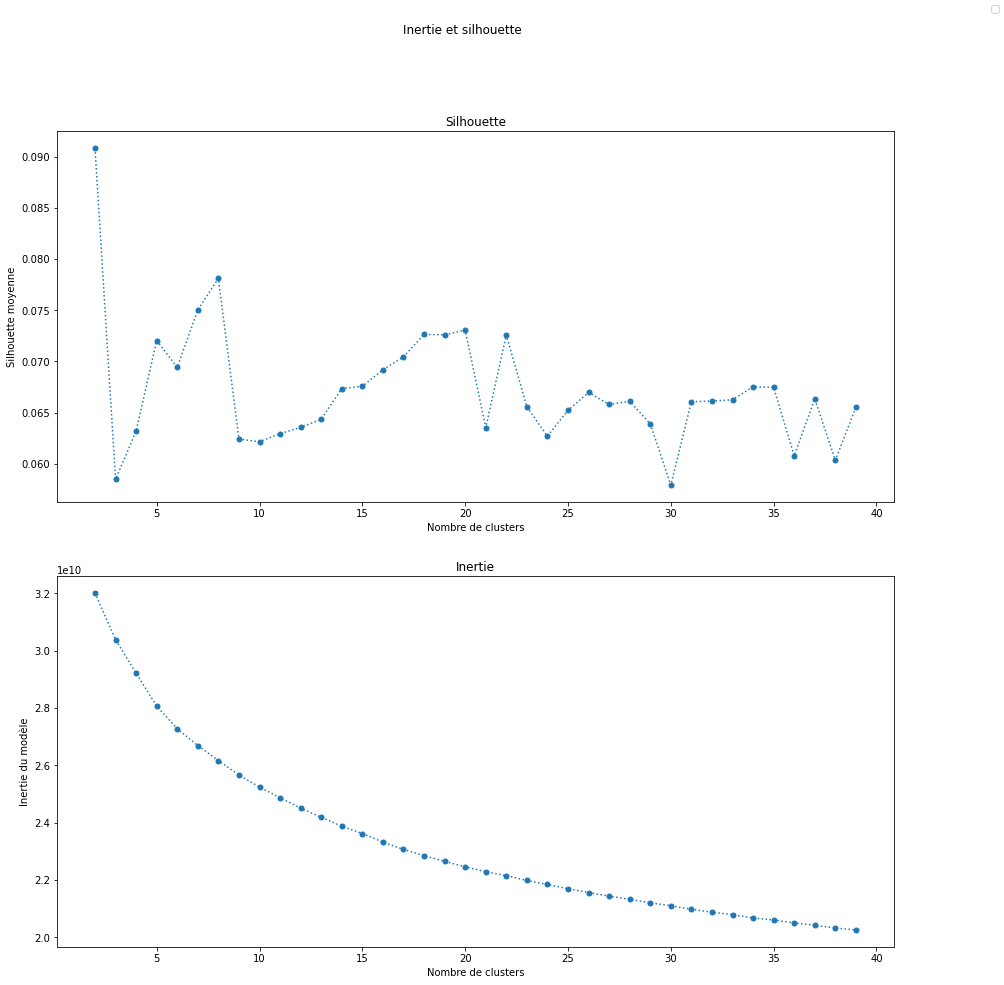 Inertie et silhouette
Silhouette
0.090
0.085
0.080
0.075
0.070
0.065
0.060
Silhouette moyenne
5 10 15 20 25 30 35 40
Nombre de clusters
Inertie
1e10
3.2
3.0
2.8
2.6
2.4
2.2
2.0
Inertie du modèle
5 10 15 20 25 30 35 40
Nombre de clusters